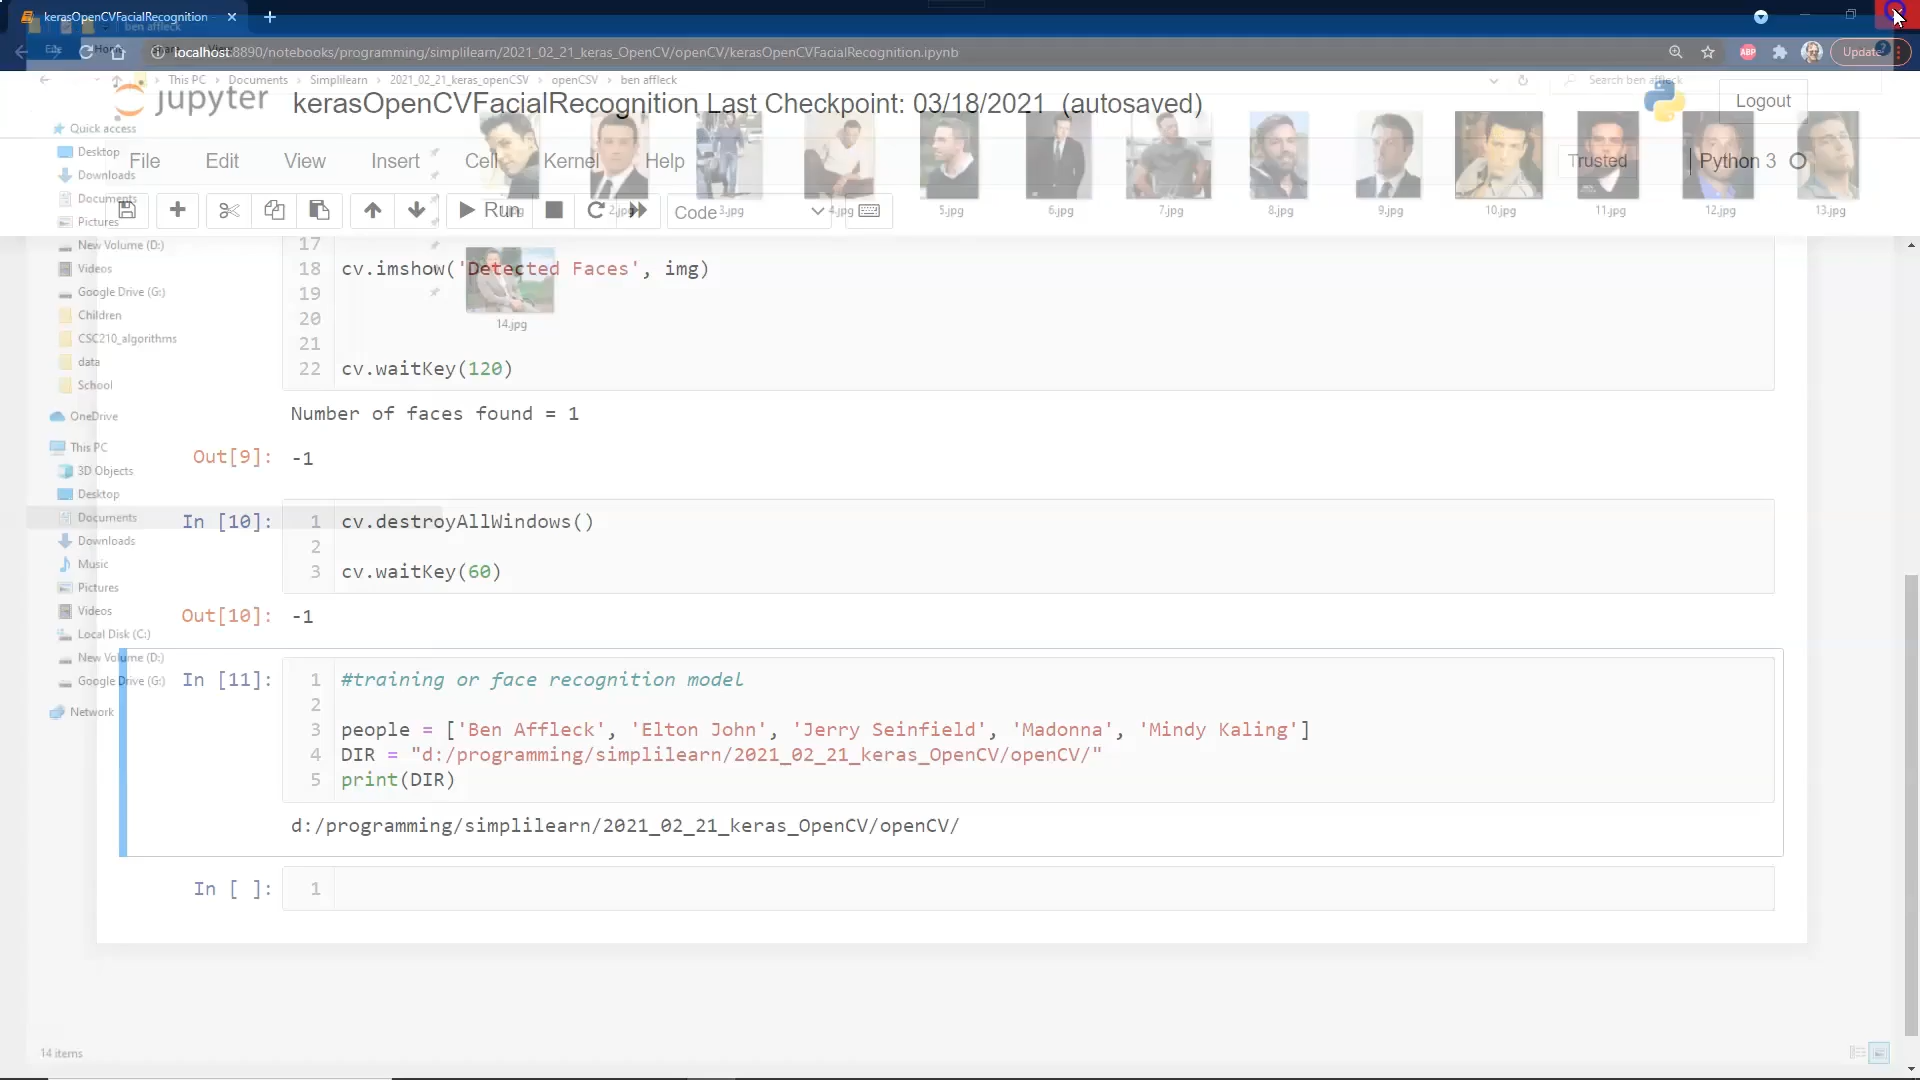 kerasOpenCVFacialRecognition
ben affleck
File
Home
View
localhost:8890/notebooks/programming/simplilearn/2021_02_21_keras_OpenCV/openCV/kerasOpenCVFacialRecognition.ipynb
ABP
Update
This PC > Documents > Simplilearn > 2021_02_21_keras_openCSV > openCSV > ben affleck
Search ben affleck
jupyter kerasOpenCVFacialRecognition Last Checkpoint: 03/18/2021 (autosaved)
Logout
File Edit View Insert Cell Kernel Help
Trusted
Python 3
Run
Code
2.jpg
3.jpg
4.jpg
5.jpg
6.jpg
7.jpg
8.jpg
9.jpg
10.jpg
11.jpg
12.jpg
13.jpg
14.jpg
Quick access
Desktop
Downloads
Documents
Pictures
New Volume (D:)
Videos
Google Drive (G:)
Children
CSC210_algorithms
data
School
OneDrive
This PC
3D Objects
Desktop
Documents
Downloads
Music
Pictures
Videos
Local Disk (C:)
New Volume (D:)
Google Drive (G:)
Network
17
18 cv.imshow('Detected Faces', img)
19
20
21
22 cv.waitKey(120)
Number of faces found = 1
Out[9]: -1
In [10]: 1 cv.destroyAllWindows()
2
3 cv.waitKey(60)
Out[10]: -1
In [11]: 1 #training or face recognition model
2
3 people = ['Ben Affleck', 'Elton John', 'Jerry Seinfield', 'Madonna', 'Mindy Kaling']
4 DIR = "d:/programming/simplilearn/2021_02_21_keras_OpenCV/openCV/"
5 print(DIR)
d:/programming/simplilearn/2021_02_21_keras_OpenCV/openCV/
In [ ]: 1
14 items